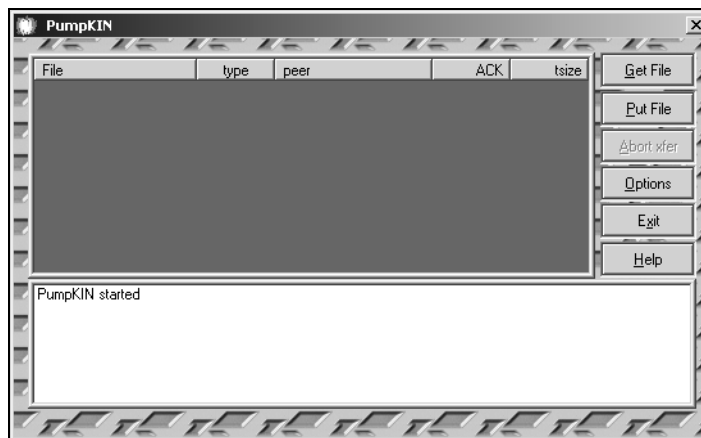 PumpKIN
File type peer ACK tsize
Get File
Put File
Abort xfer
Options
Exit
Help
PumpKIN started